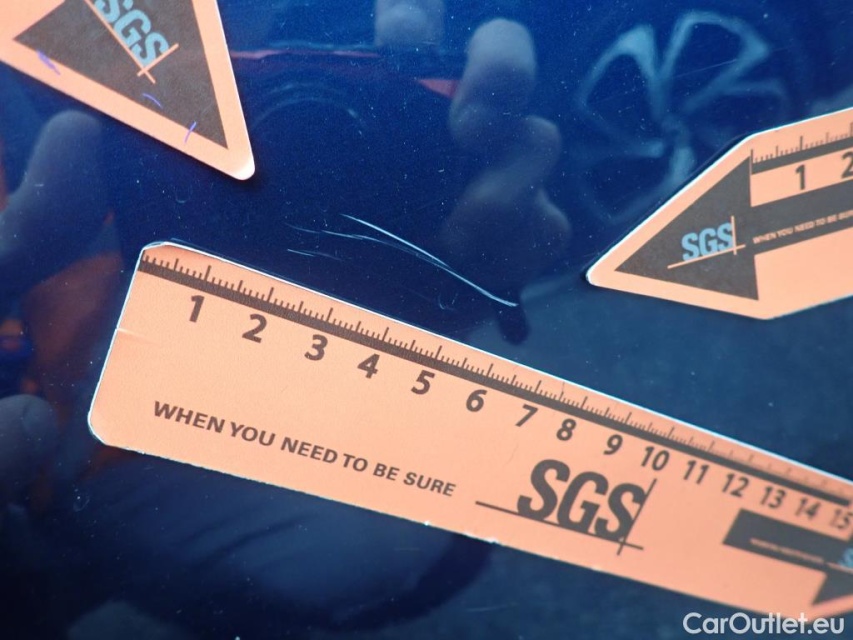 SGS
1 2
SGS
WHEN YOU NEED TO BE SURE
1 2 3 4 5 6 7 8 9 10 11 12 13 14 15
WHEN YOU NEED TO BE SURE
SGS
CarOutlet.eu